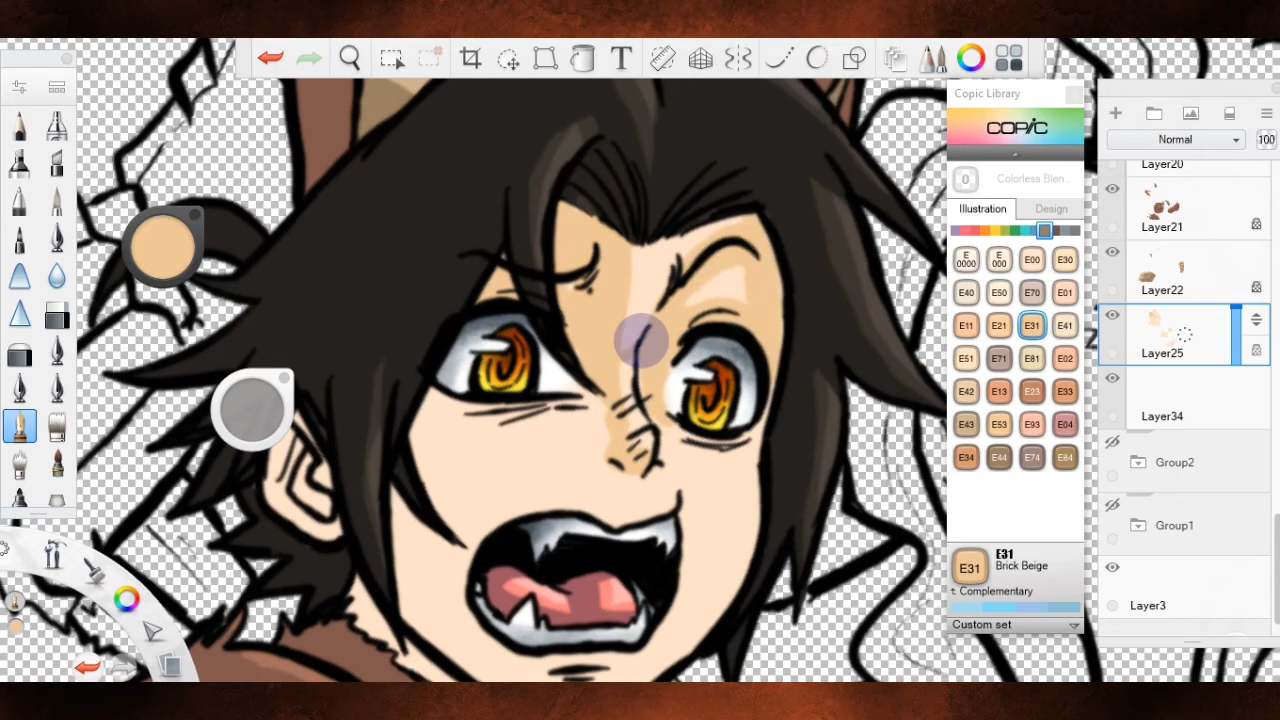 T
Copic Library
COPIC
0 Colorless Blen..
Illustration Design
E0000 E000 E00 E30
E40 E50 E70 E01
E11 E21 E31 E41
E51 E71 E81 E02
E42 E13 E23 E33
E43 E53 E93 E04
E34 E44 E74 E84
E31 E31
Brick Beige
Complementary
Custom set
Normal 100
Layer20
Layer21
Layer22
Layer25
Layer34
Group2
Group1
Layer3